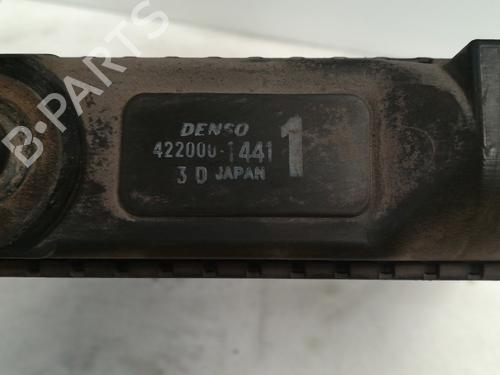 DENSO
422000-1441
1
3 D JAPAN
B-PARTS